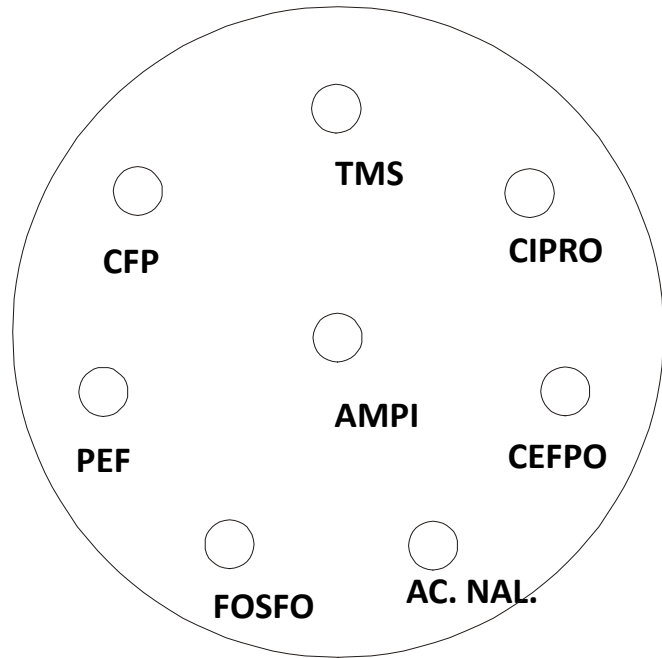 TMS
CIPRO
CFP
AMPI
CEFPO
PEF
AC. NAL.
FOSFO